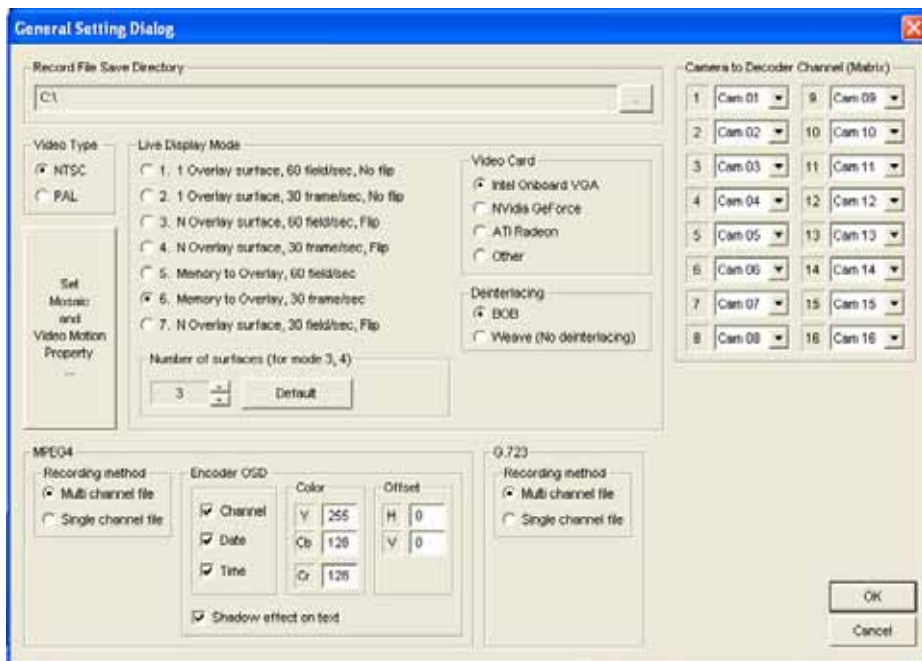 General Setting Dialog
Record File Save Directory
C:\
...
Video Type
NTSC
PAL
Set
Mosaic
and
Video Motion
Property
...
Live Display Mode
1. 1 Overlay surface, 60 field/sec, No flip
2. 1 Overlay surface, 30 frame/sec, No flip
3. N Overlay surface, 60 field/sec, Flip
4. N Overlay surface, 30 frame/sec, Flip
5. Memory to Overlay, 60 field/sec
6. Memory to Overlay, 30 frame/sec
7. N Overlay surface, 30 field/sec, Flip
Number of surfaces (for mode 3, 4)
3 Default
Video Card
Intel Onboard VGA
NVidia GeForce
ATI Radeon
Other
Deinterlacing
BOB
Weave (No deinterlacing)
Camera to Decoder Channel (Matrix)
1 Cam 01 9 Cam 09
2 Cam 02 10 Cam 10
3 Cam 03 11 Cam 11
4 Cam 04 12 Cam 12
5 Cam 05 13 Cam 13
6 Cam 06 14 Cam 14
7 Cam 07 15 Cam 15
8 Cam 08 16 Cam 16
MPEG4
Recording method
Multi channel file
Single channel file
Encoder OSD
Channel
Date
Time
Color
Y 255
Cb 128
Cr 128
Offset
H 0
V 0
Shadow effect on text
G.723
Recording method
Multi channel file
Single channel file
OK
Cancel